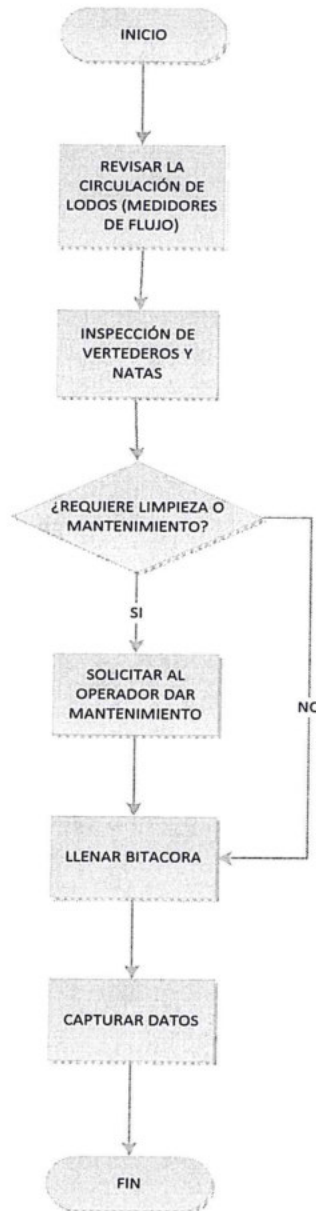 INICIO
REVISAR LA
CIRCULACIÓN DE
LODOS (MEDIDORES
DE FLUJO)
INSPECCIÓN DE
VERTEDEROS Y
NATAS
¿REQUIERE LIMPIEZA O
MANTENIMIENTO?
SI
SOLICITAR AL
OPERADOR DAR
MANTENIMIENTO
NO
LLENAR BITACORA
CAPTURAR DATOS
FIN